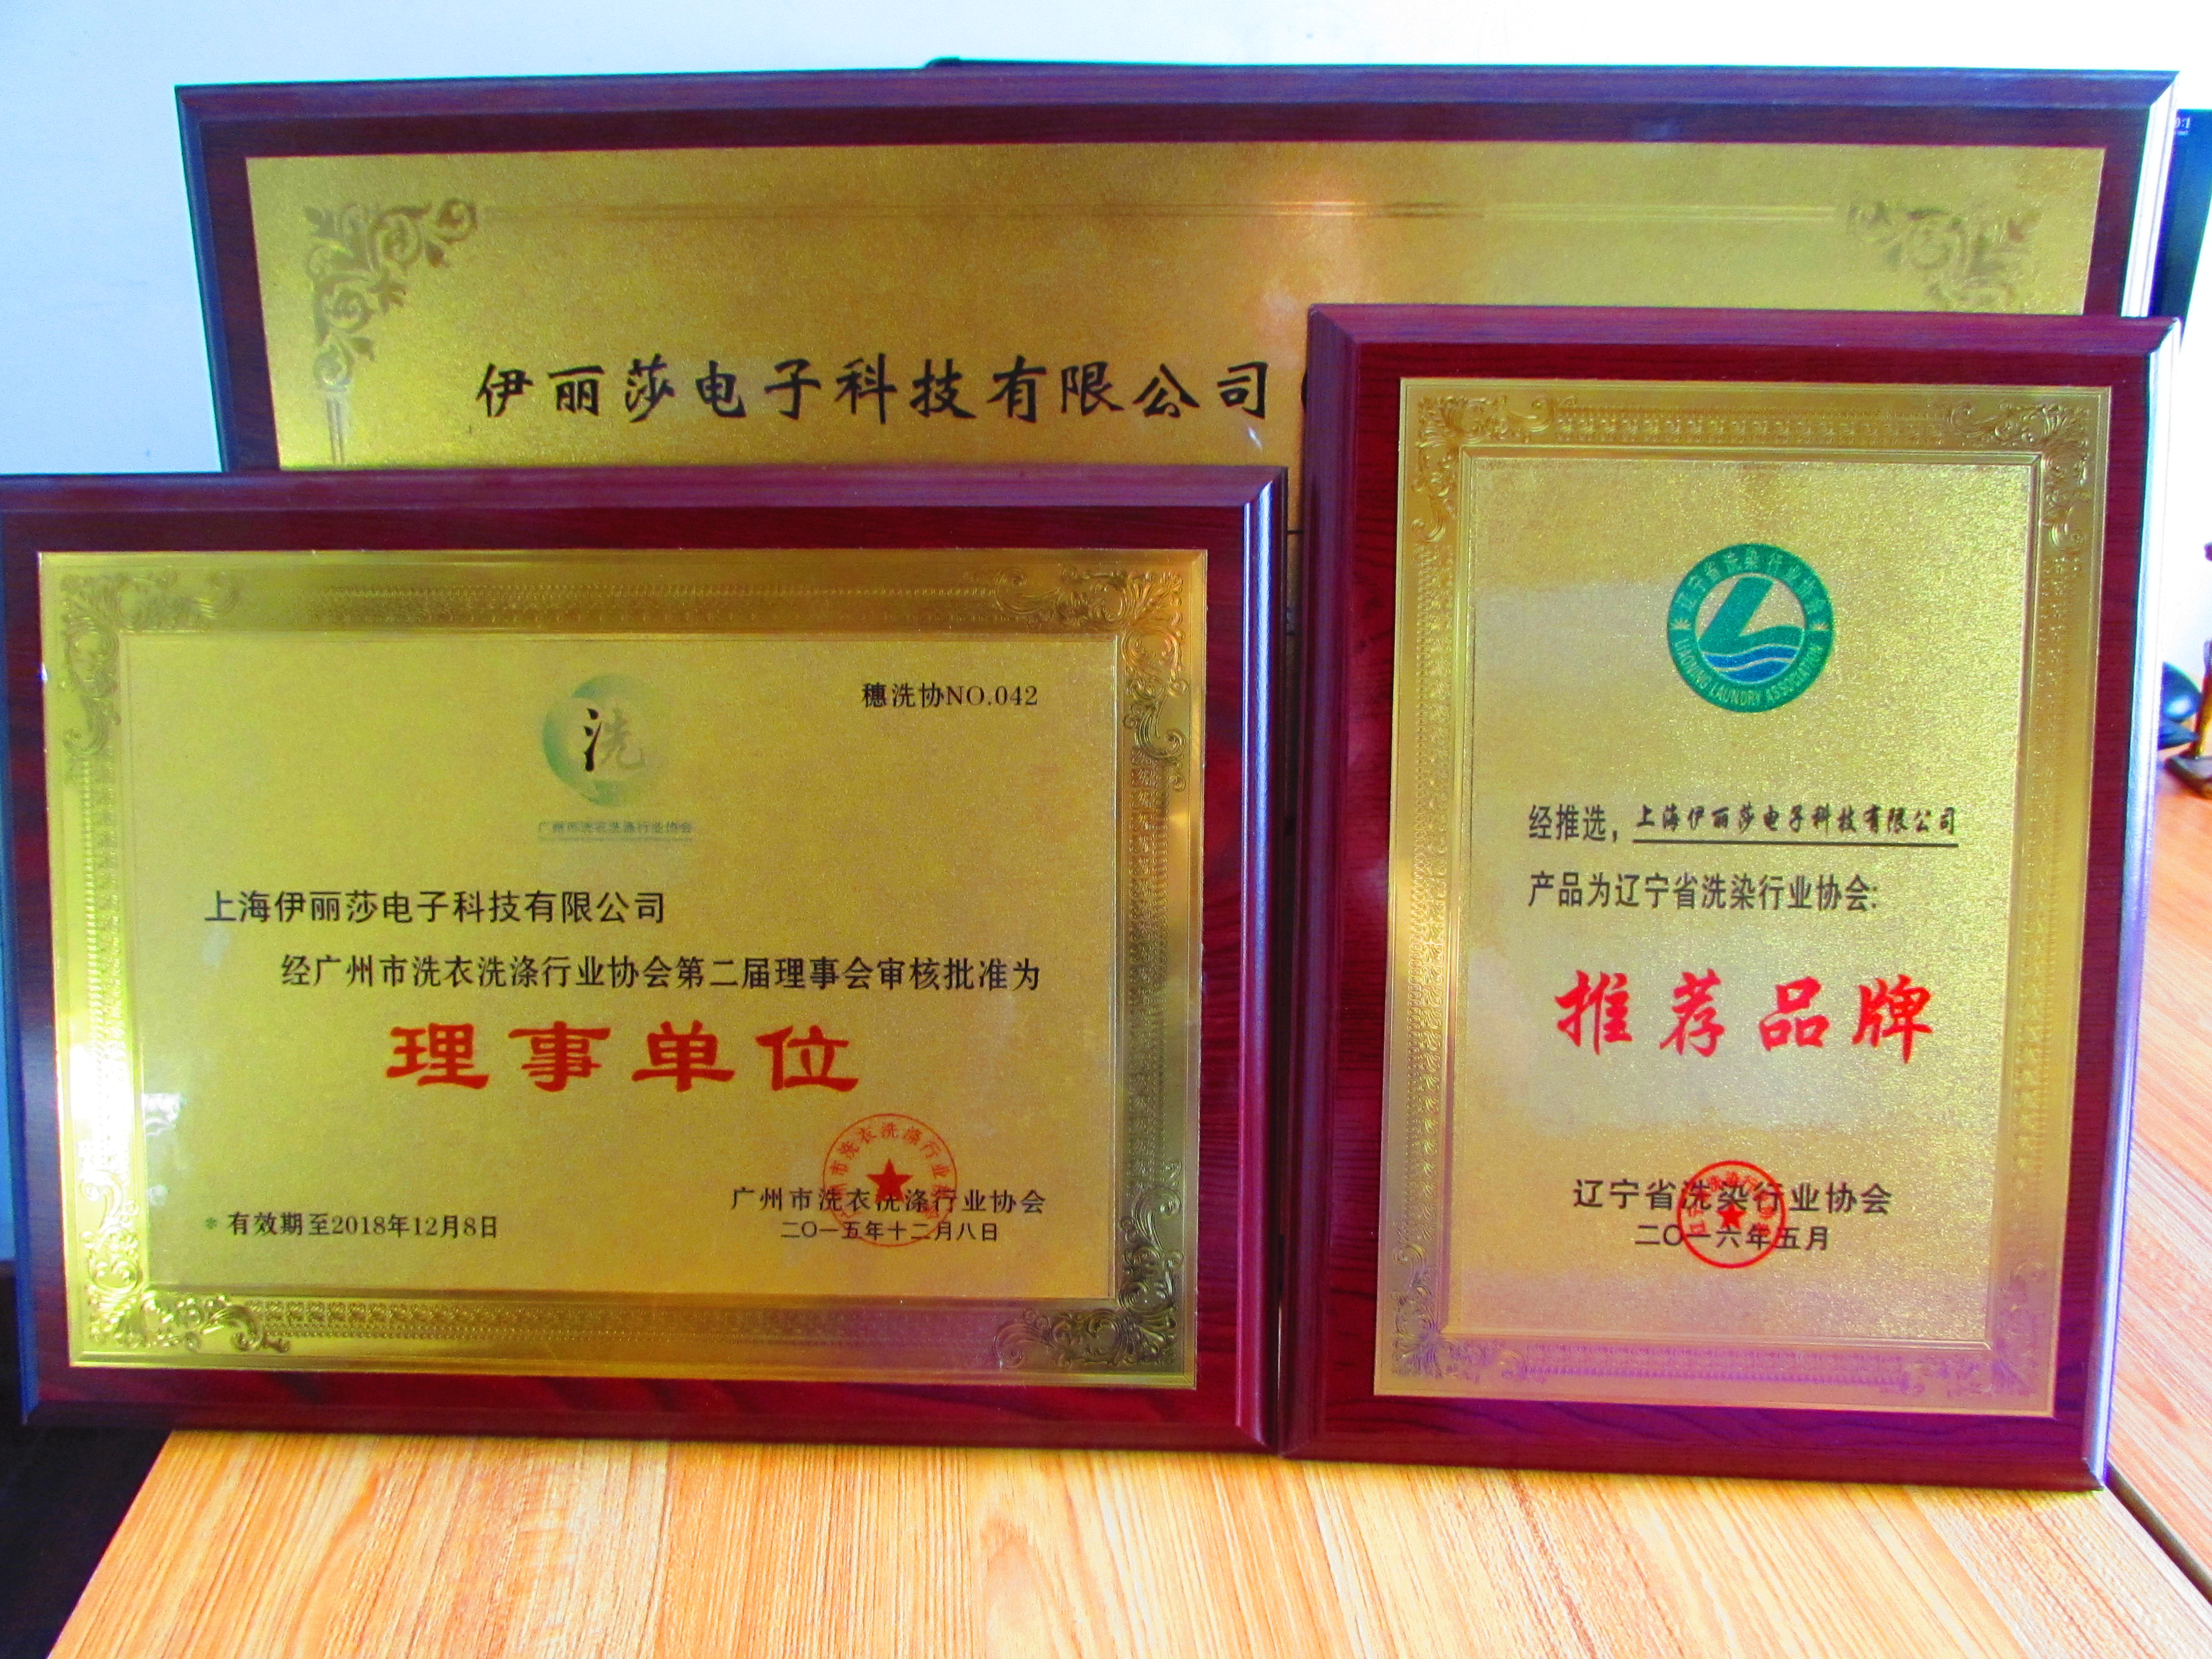 伊丽莎电子科技有限公司
穗洗协NO.042
洗
广州市洗衣洗涤行业协会
上海伊丽莎电子科技有限公司
经广州市洗衣洗涤行业协会第二届理事会审核批准为
理事单位
市洗衣洗涤行业
广州市洗衣洗涤行业协会
二〇一五年十二月八日
*有效期至2018年12月8日
辽宁省洗染行业协会
LIAONING LAUNDRY ASSOCIATION
经推选，上海伊丽莎电子科技有限公司
产品为辽宁省洗染行业协会:
推荐品牌
辽宁省洗染行业协会
二〇一六年五月